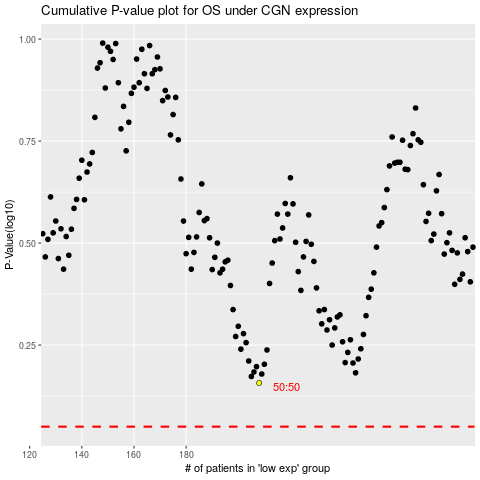 Cumulative P-value plot for OS under CGN expression
P-Value(log10)
1.00
0.75
0.50
0.25
50:50
120 140 160 180
# of patients in 'low exp' group